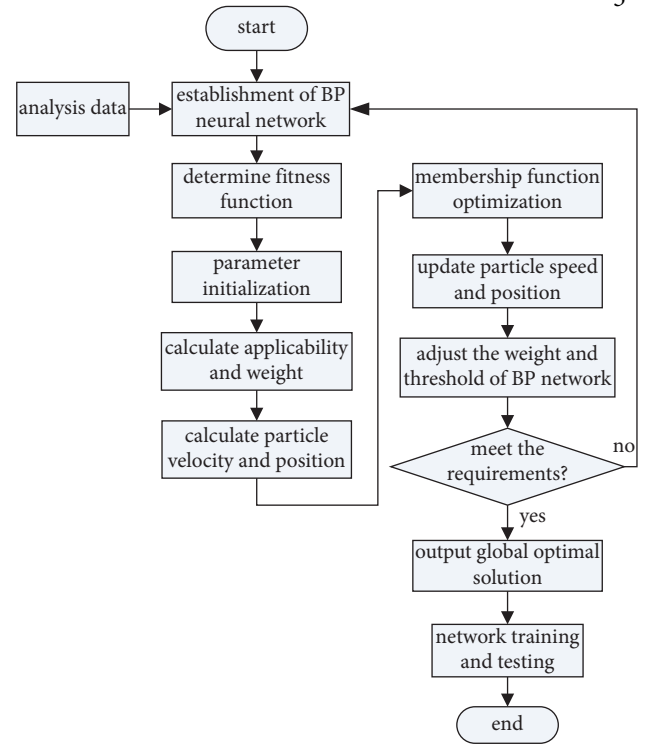 start
analysis data
establishment of BP
neural network
determine fitness
function
parameter
initialization
calculate applicability
and weight
calculate particle
velocity and position
membership function
optimization
update particle speed
and position
adjust the weight and
threshold of BP network
meet the
requirements?
no
yes
output global optimal
solution
network training
and testing
end